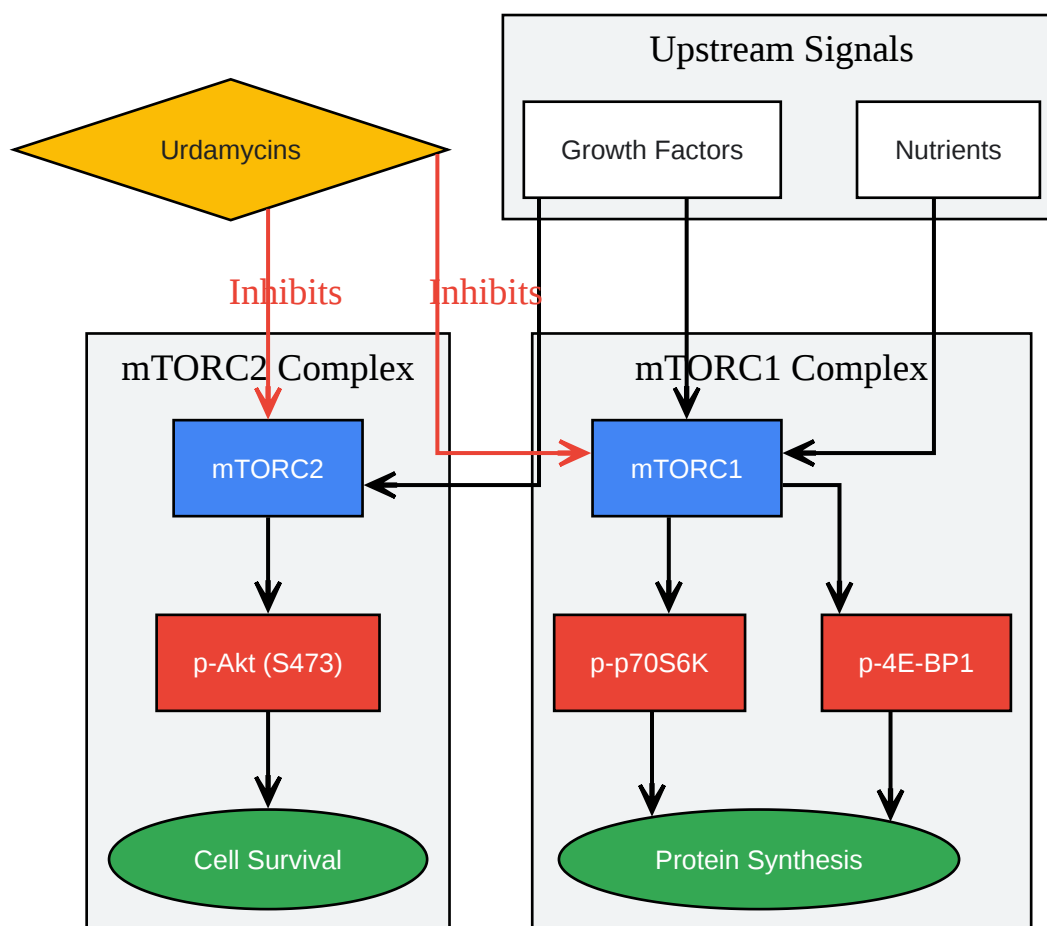 Upstream Signals
Urdamycins
Growth Factors
Nutrients
Inhibits
Inhibits
mTORC2 Complex
mTORC1 Complex
mTORC2
mTORC1
p-Akt (S473)
p-p70S6K
p-4E-BP1
Cell Survival
Protein Synthesis